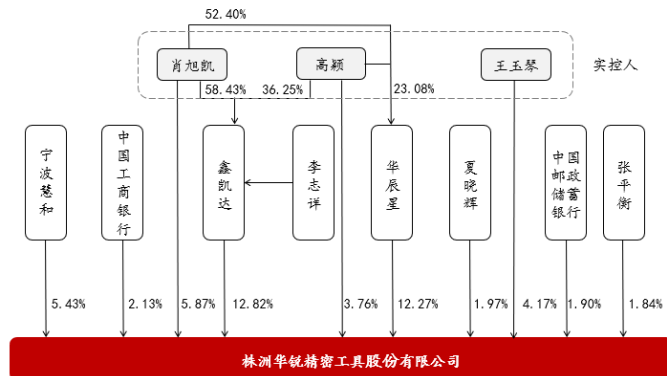 52.40%
肖旭凯
高颖
王玉琴
实控人
58.43%
36.25%
23.08%
宁波慧和
中国工商银行
鑫凯达
李志详
华辰星
夏晓辉
中国邮政储蓄银行
张平衡
5.43%
2.13%
5.87%
12.82%
3.76%
12.27%
1.97%
4.17%
1.90%
1.84%
株洲华锐精密工具股份有限公司